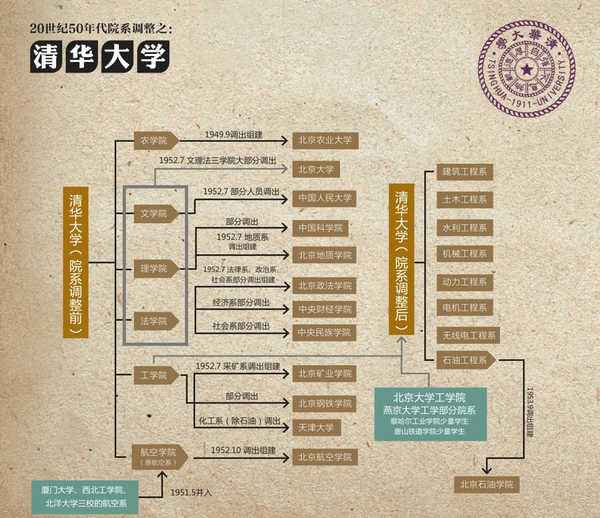 20世纪50年代院系调整之:
清华大学
學大華清
·TSINGHUA-1911-UNIVERSITY·
清华大学（院系调整前）
农学院
1949.9调出组建
北京农业大学
1952.7 文理法三学院大部分调出
北京大学
文学院
1952.7 部分人员调出
中国人民大学
理学院
部分调出
中国科学院
1952.7 地质系
调出组建
北京地质学院
法学院
1952.7 法律系、政治系、
社会系部分调出组建
北京政法学院
经济系部分调出
中央财经学院
社会系部分调出
中央民族学院
工学院
1952.7 采矿系调出组建
北京矿业学院
部分调出
北京钢铁学院
化工系（除石油）调出
天津大学
航空学院
（原航空系）
1952.10 调出组建
北京航空学院
厦门大学、西北工学院、
北洋大学三校的航空系
1951.5并入
清华大学（院系调整后）
建筑工程系
土木工程系
水利工程系
机械工程系
动力工程系
电机工程系
无线电工程系
石油工程系
北京大学工学院
燕京大学工学部分院系
察哈尔工业学院少量学生
唐山铁道学院少量学生
1953.9调出组建
北京石油学院